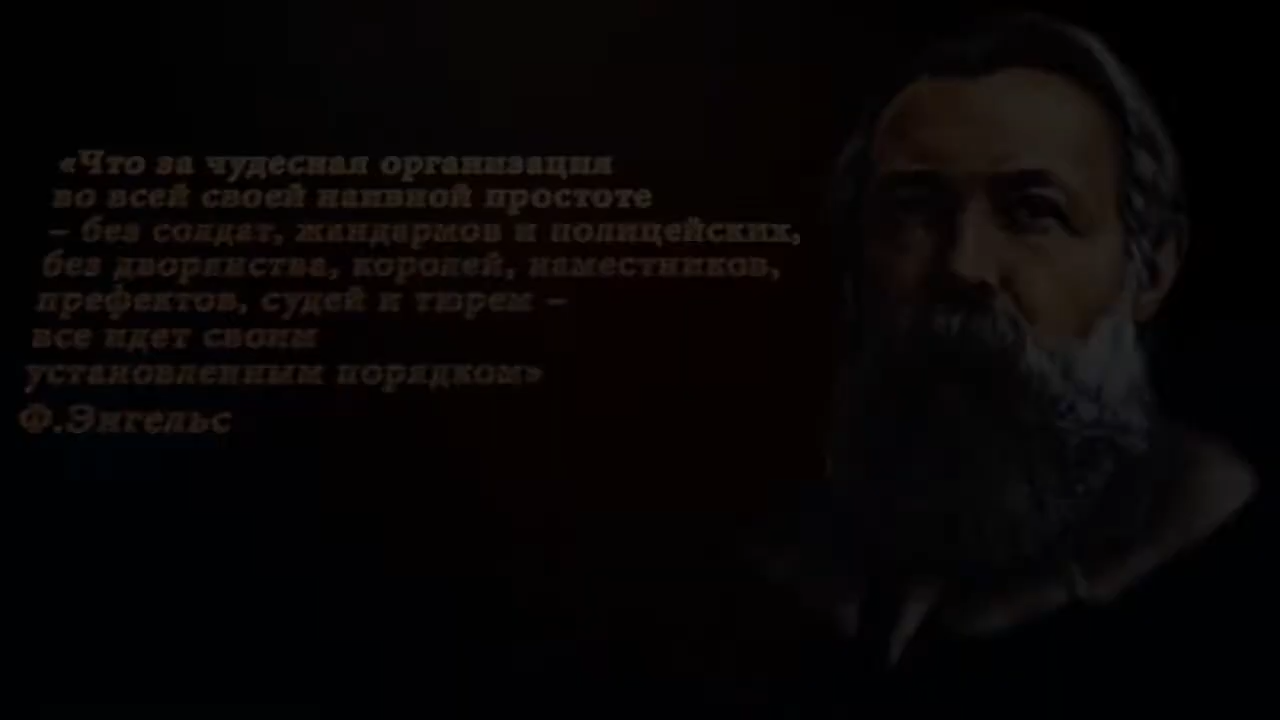 «Что за чудесная организация
во всей своей наивной простоте
– без солдат, жандармов и полицейских,
без дворянства, королей, наместников,
префектов, судей и тюрем –
все идет своим
установленным порядком»
Ф.Энгельс